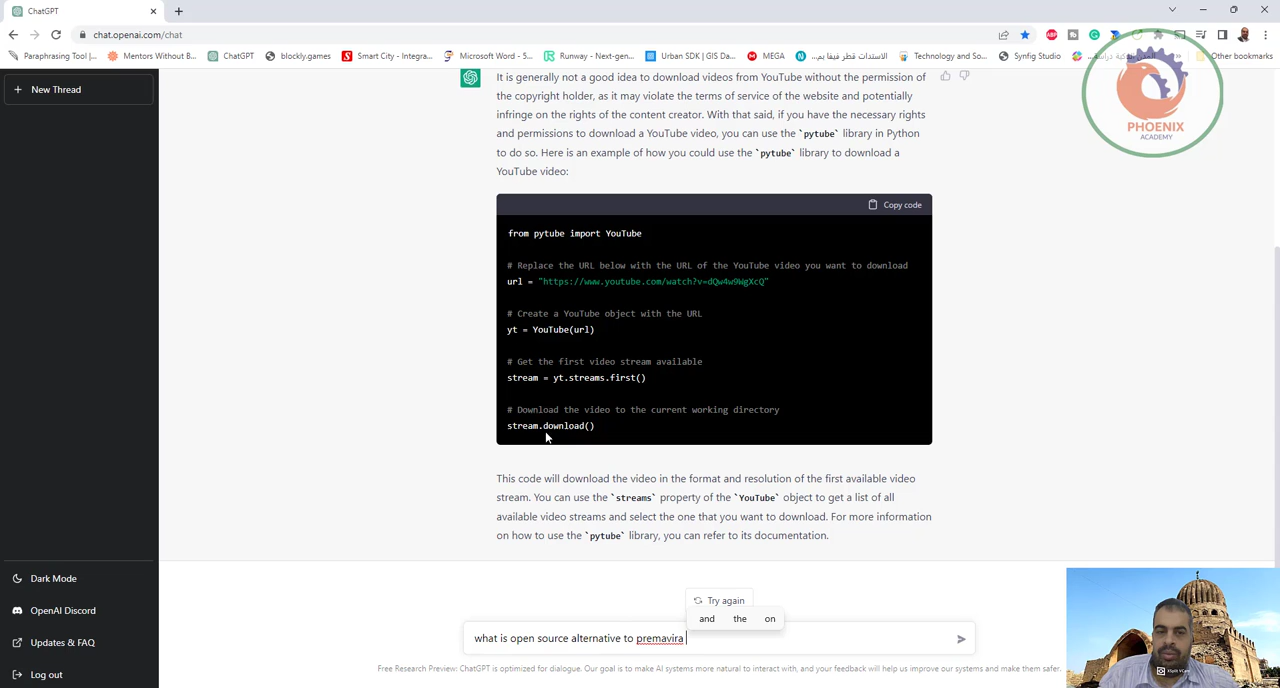 ChatGPT
chat.openai.com/chat
Paraphrasing Tool |... Mentors Without B... ChatGPT blockly.games Smart City - Integra... Microsoft Word - 5... Runway - Next-gen... Urban SDK | GIS Da... MEGA الاستدات قطر فيفا بم... Technology and So... Synfig Studio Other bookmarks
New Thread
It is generally not a good idea to download videos from YouTube without the permission of
the copyright holder, as it may violate the terms of service of the website and potentially
infringe on the rights of the content creator. With that said, if you have the necessary rights
and permissions to download a YouTube video, you can use the `pytube` library in Python
to do so. Here is an example of how you could use the `pytube` library to download a
YouTube video:
PHOENIX
ACADEMY
Copy code
from pytube import YouTube
# Replace the URL below with the URL of the YouTube video you want to download
url = "https://www.youtube.com/watch?v=dQw4w9WgXcQ"
# Create a YouTube object with the URL
yt = YouTube(url)
# Get the first video stream available
stream = yt.streams.first()
# Download the video to the current working directory
stream.download()
This code will download the video in the format and resolution of the first available video
stream. You can use the `streams` property of the `YouTube` object to get a list of all
available video streams and select the one that you want to download. For more information
on how to use the `pytube` library, you can refer to its documentation.
Dark Mode
OpenAI Discord
Updates & FAQ
Log out
Try again
and the on
what is open source alternative to premavira
Free Research Preview: ChatGPT is optimized for dialogue. Our goal is to make AI systems more natural to interact with, and your feedback will help us improve our systems and make them safer.
XSplit VCam